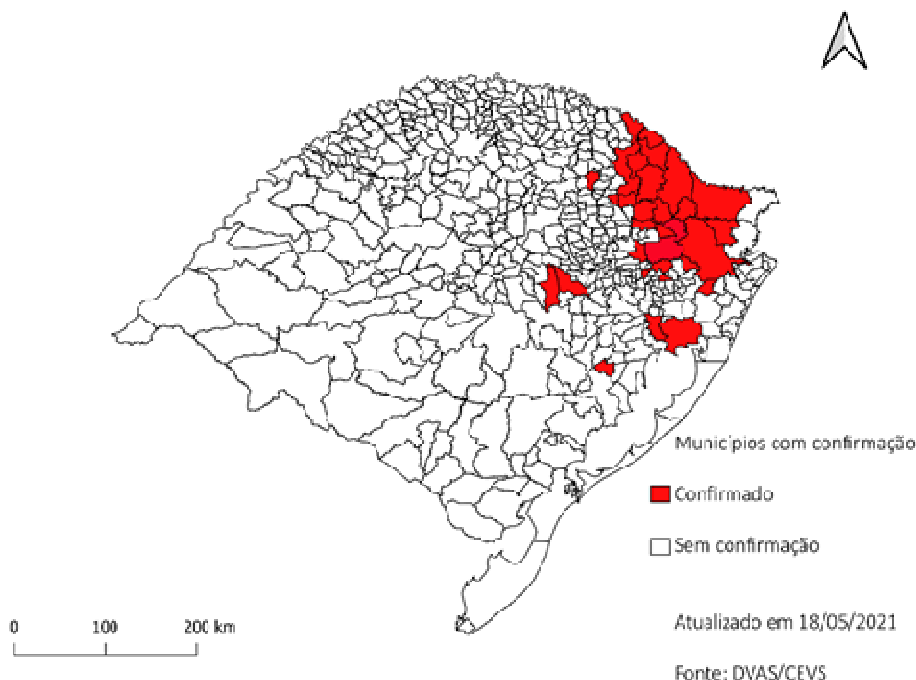 Municípios com confirmação
Confirmado
Sem confirmação
0 100 200 km
Atualizado em 18/05/2021
Fonte: DVAS/CEVS